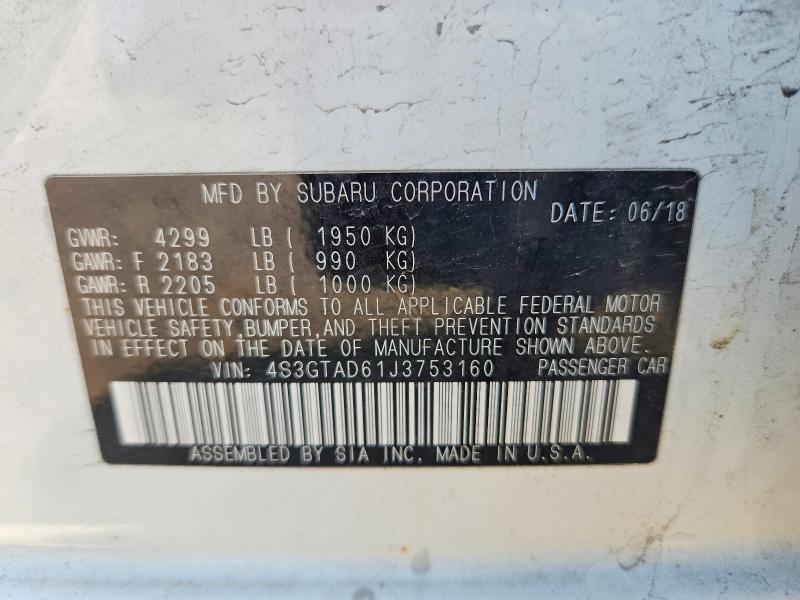 MFD BY SUBARU CORPORATION
DATE: 06/18
GVWR: 4299 LB ( 1950 KG)
GAWR: F 2183 LB ( 990 KG)
GAWR: R 2205 LB ( 1000 KG)
THIS VEHICLE CONFORMS TO ALL APPLICABLE FEDERAL MOTOR
VEHICLE SAFETY,BUMPER,AND THEFT PREVENTION STANDARDS
IN EFFECT ON THE DATE OF MANUFACTURE SHOWN ABOVE.
VIN: 4S3GTAD61J3753160 PASSENGER CAR
ASSEMBLED BY SIA INC. MADE IN U.S.A.